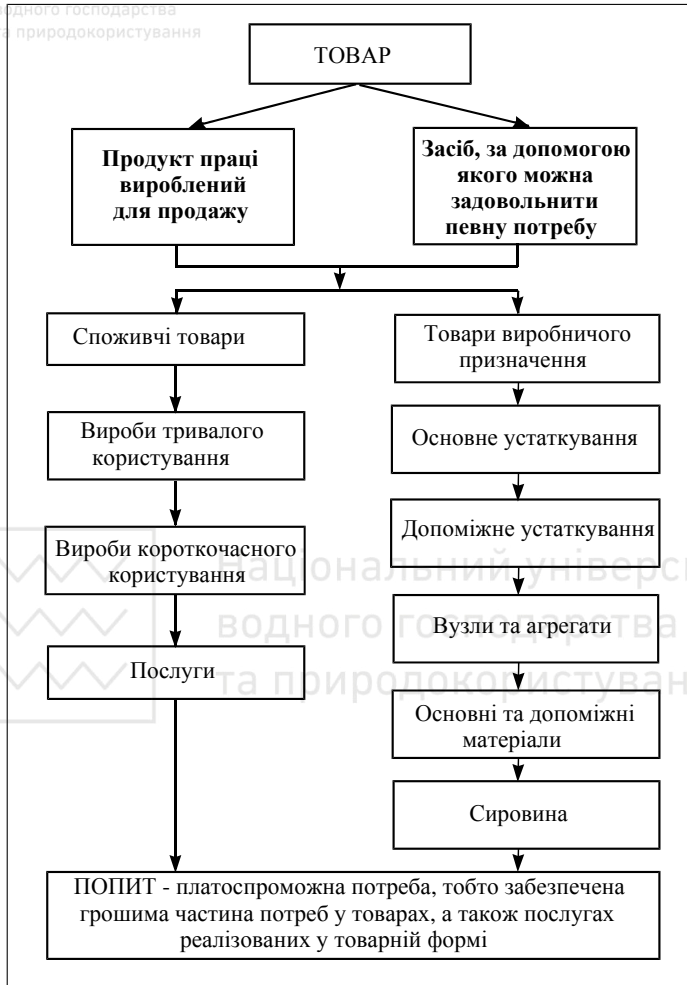 водного господарства
та природокористування
ТОВАР
Продукт праці
вироблений
для продажу
Засіб, за допомогою
якого можна
задовольнити
певну потребу
Споживчі товари
Товари виробничого
призначення
Вироби тривалого
користування
Основне устаткування
Вироби короткочасного
користування
Допоміжне устаткування
Національний універс
водного господарства
та природокористуван
Вузли та агрегати
Послуги
Основні та допоміжні
матеріали
Сировина
ПОПИТ - платоспроможна потреба, тобто забезпечена
грошима частина потреб у товарах, а також послугах
реалізованих у товарній формі